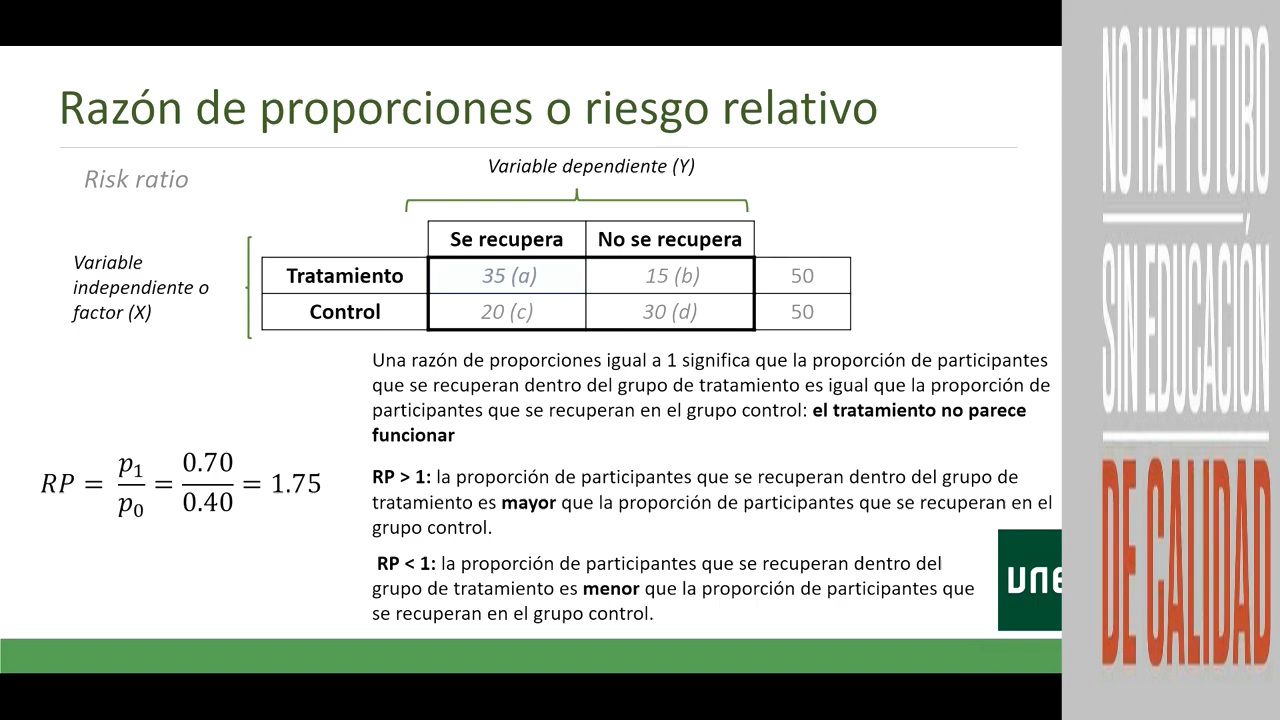 Razón de proporciones o riesgo relativo
Risk ratio
Variable dependiente (Y)
Variable
independiente o
factor (X)
Se recupera No se recupera
Tratamiento 35 (a) 15 (b) 50
Control 20 (c) 30 (d) 50
Una razón de proporciones igual a 1 significa que la proporción de participantes
que se recuperan dentro del grupo de tratamiento es igual que la proporción de
participantes que se recuperan en el grupo control: el tratamiento no parece
funcionar
RP = p₁/p₀ = 0.70/0.40 = 1.75
RP > 1: la proporción de participantes que se recuperan dentro del grupo de
tratamiento es mayor que la proporción de participantes que se recuperan en el
grupo control.
RP < 1: la proporción de participantes que se recuperan dentro del
grupo de tratamiento es menor que la proporción de participantes que
se recuperan en el grupo control.
UNE
NO HAY FUTURO
SIN EDUCACIÓN
DE CALIDAD